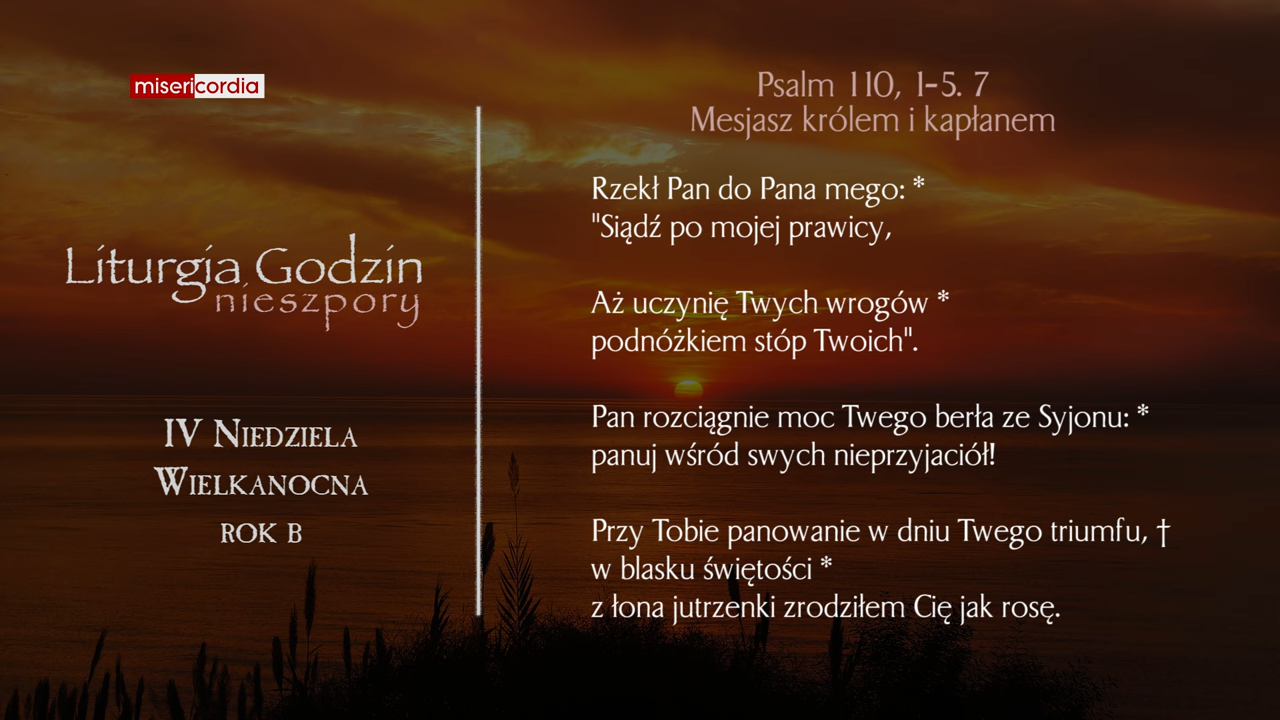 misericordia
Liturgia Godzin
nieszpory
IV Niedziela
Wielkanocna
rok B
Psalm 110, 1-5. 7
Mesjasz królem i kapłanem
Rzekł Pan do Pana mego: *
"Siądź po mojej prawicy,
Aż uczynię Twych wrogów *
podnóżkiem stóp Twoich".
Pan rozciągnie moc Twego berła ze Syjonu: *
panuj wśród swych nieprzyjaciół!
Przy Tobie panowanie w dniu Twego triumfu, †
w blasku świętości *
z łona jutrzenki zrodziłem Cię jak rosę.